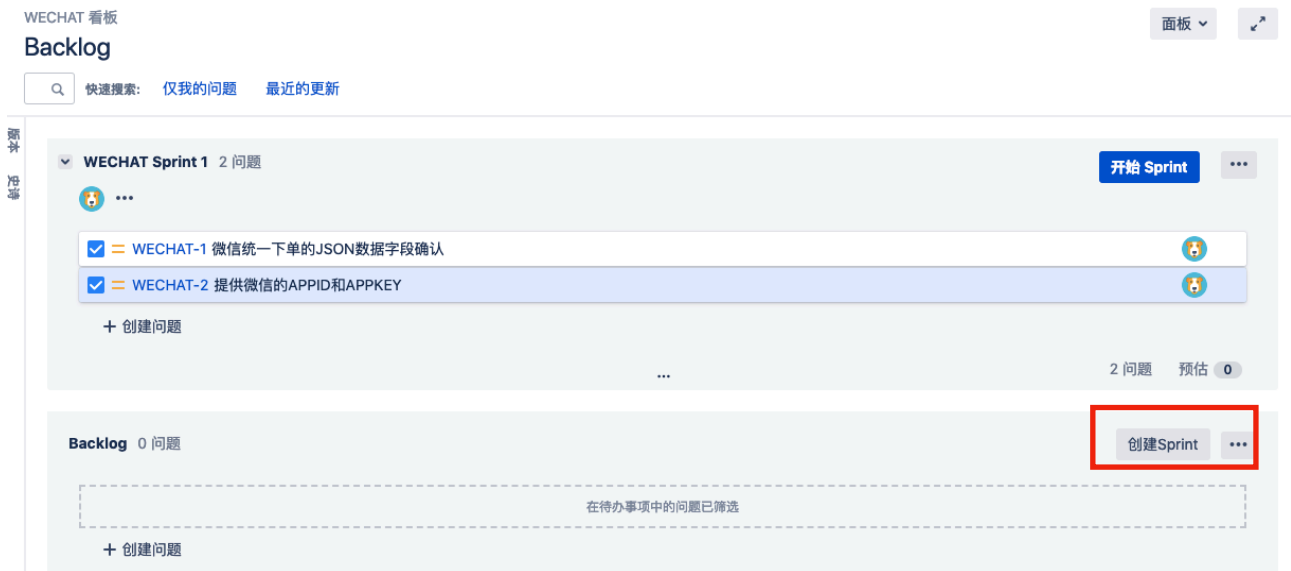 WECHAT 看板
面板
Backlog
快速搜索: 仅我的问题 最近的更新
版本
史诗
WECHAT Sprint 1 2 问题
开始 Sprint
WECHAT-1 微信统一下单的JSON数据字段确认
WECHAT-2 提供微信的APPID和APPKEY
+ 创建问题
2 问题 预估 0
Backlog 0 问题
创建Sprint
在待办事项中的问题已筛选
+ 创建问题